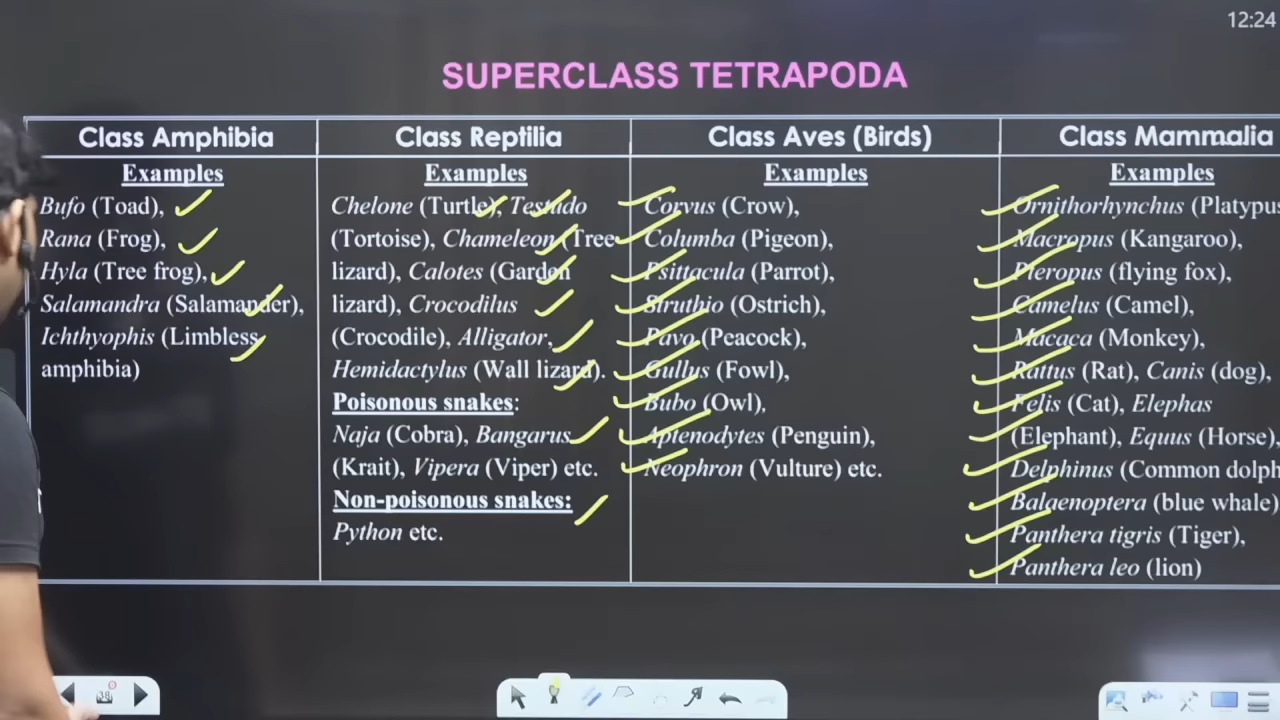 12:24
SUPERCLASS TETRAPODA
Class Amphibia
Examples
Bufo (Toad),
Rana (Frog),
Hyla (Tree frog),
Salamandra (Salamander),
Ichthyophis (Limbless
amphibia)
Class Reptilia
Examples
Chelone (Turtle), Testudo
(Tortoise), Chameleon (Tree
lizard), Calotes (Garden
lizard), Crocodilus
(Crocodile), Alligator,
Hemidactylus (Wall lizard).
Poisonous snakes:
Naja (Cobra), Bangarus
(Krait), Vipera (Viper) etc.
Non-poisonous snakes:
Python etc.
Class Aves (Birds)
Examples
Corvus (Crow),
Columba (Pigeon),
Psittacula (Parrot),
Struthio (Ostrich),
Pavo (Peacock),
Gullus (Fowl),
Bubo (Owl),
Aptenodytes (Penguin),
Neophron (Vulture) etc.
Class Mammalia
Examples
Ornithorhynchus (Platypus
Macropus (Kangaroo),
Pteropus (flying fox),
Camelus (Camel),
Macaca (Monkey),
Rattus (Rat), Canis (dog),
Felis (Cat), Elephas
(Elephant), Equus (Horse),
Delphinus (Common dolph
Balaenoptera (blue whale)
Panthera tigris (Tiger),
Panthera leo (lion)